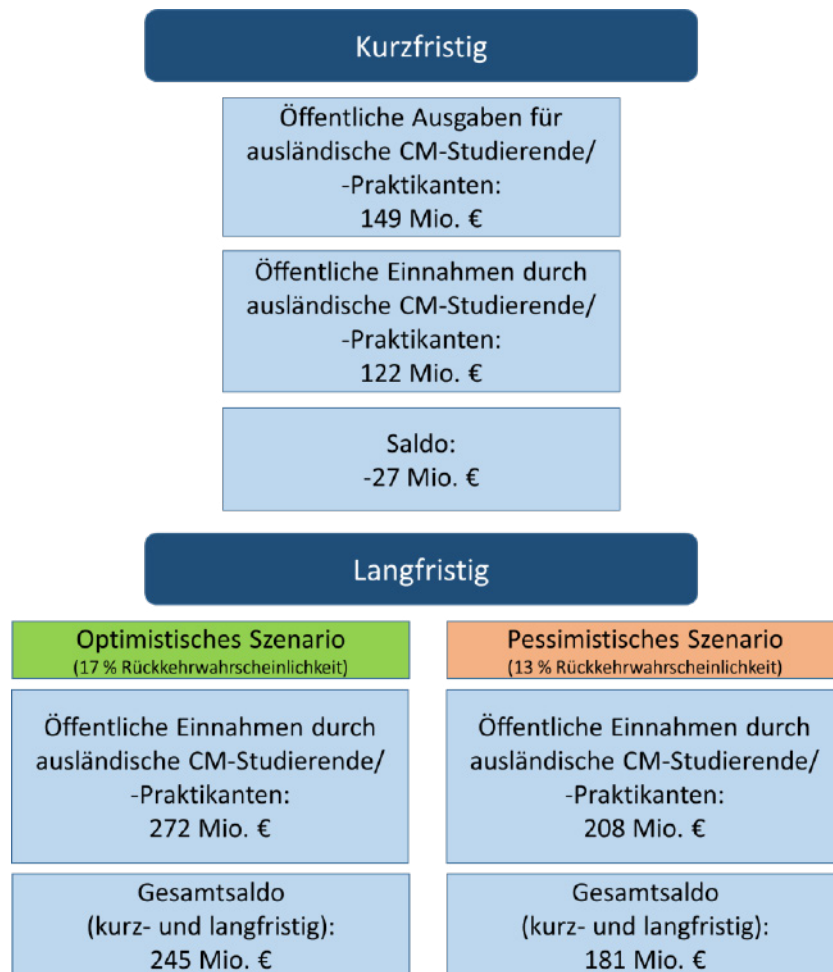 Kurzfristig
Öffentliche Ausgaben für
ausländische CM-Studierende/
-Praktikanten:
149 Mio. €
Öffentliche Einnahmen durch
ausländische CM-Studierende/
-Praktikanten:
122 Mio. €
Saldo:
-27 Mio. €
Langfristig
Optimistisches Szenario
(17 % Rückkehrwahrscheinlichkeit)
Öffentliche Einnahmen durch
ausländische CM-Studierende/
-Praktikanten:
272 Mio. €
Gesamtsaldo
(kurz- und langfristig):
245 Mio. €
Pessimistisches Szenario
(13 % Rückkehrwahrscheinlichkeit)
Öffentliche Einnahmen durch
ausländische CM-Studierende/
-Praktikanten:
208 Mio. €
Gesamtsaldo
(kurz- und langfristig):
181 Mio. €